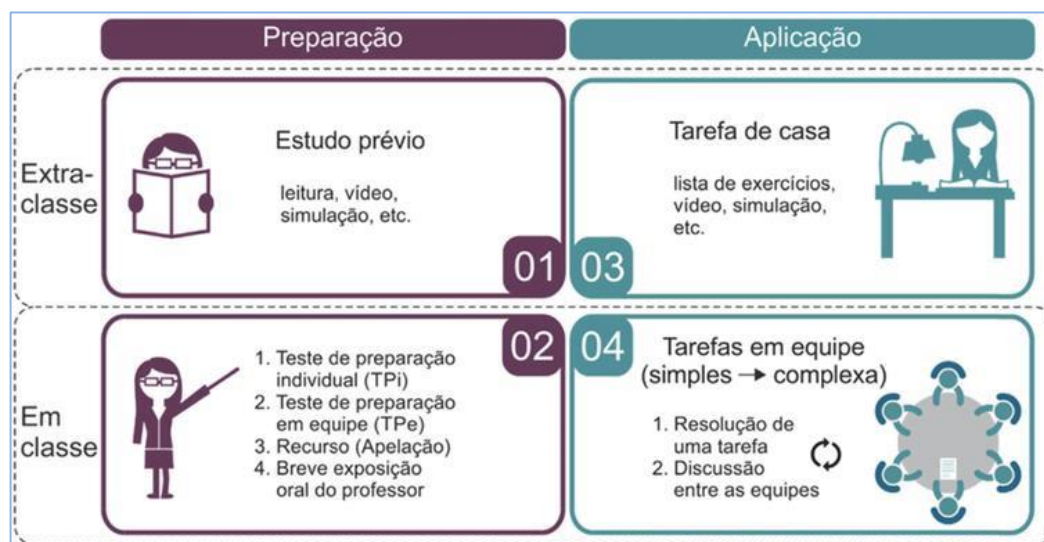 Preparação
Aplicação
Extra-
classe
Estudo prévio
leitura, vídeo,
simulação, etc.
01
Tarefa de casa
lista de exercícios,
vídeo, simulação,
etc.
03
Em
classe
02
1. Teste de preparação
individual (TPi)
2. Teste de preparação
em equipe (TPe)
3. Recurso (Apelação)
4. Breve exposição
oral do professor
04
Tarefas em equipe
(simples → complexa)
1. Resolução de
uma tarefa
2. Discussão
entre as equipes